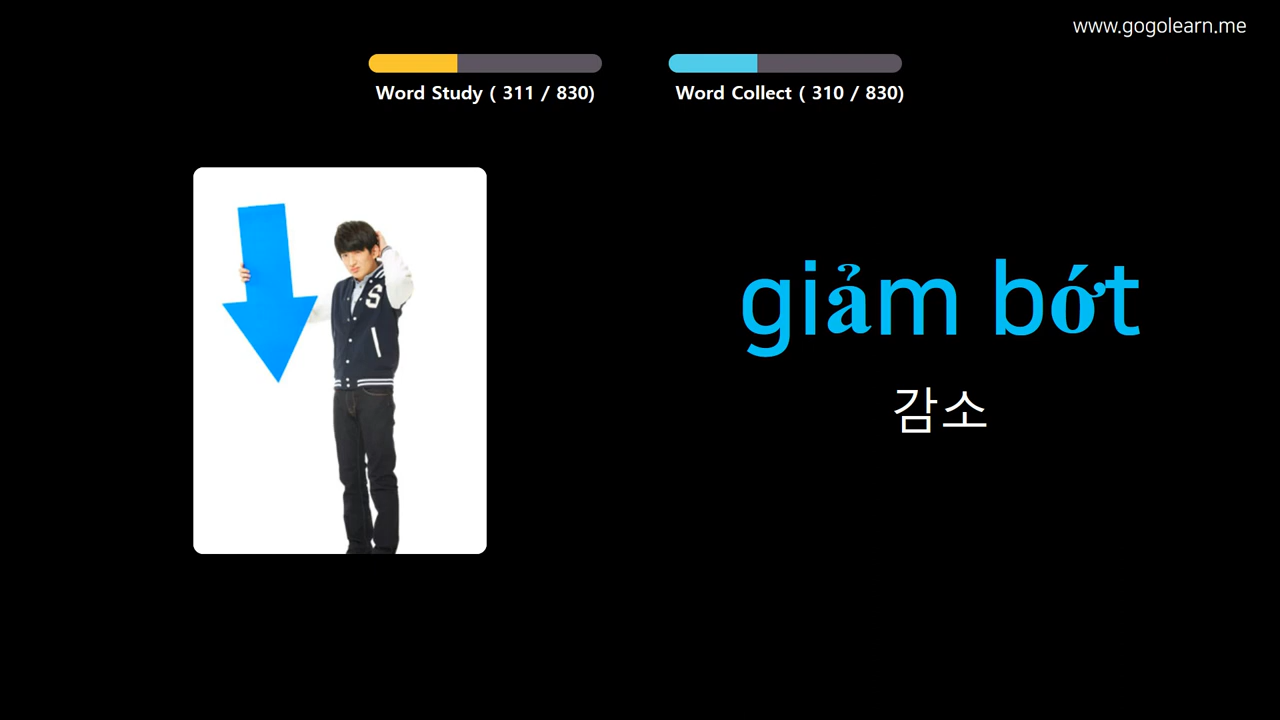 www.gogolearn.me
Word Study ( 311 / 830)
Word Collect ( 310 / 830)
S
giảm bớt
감소